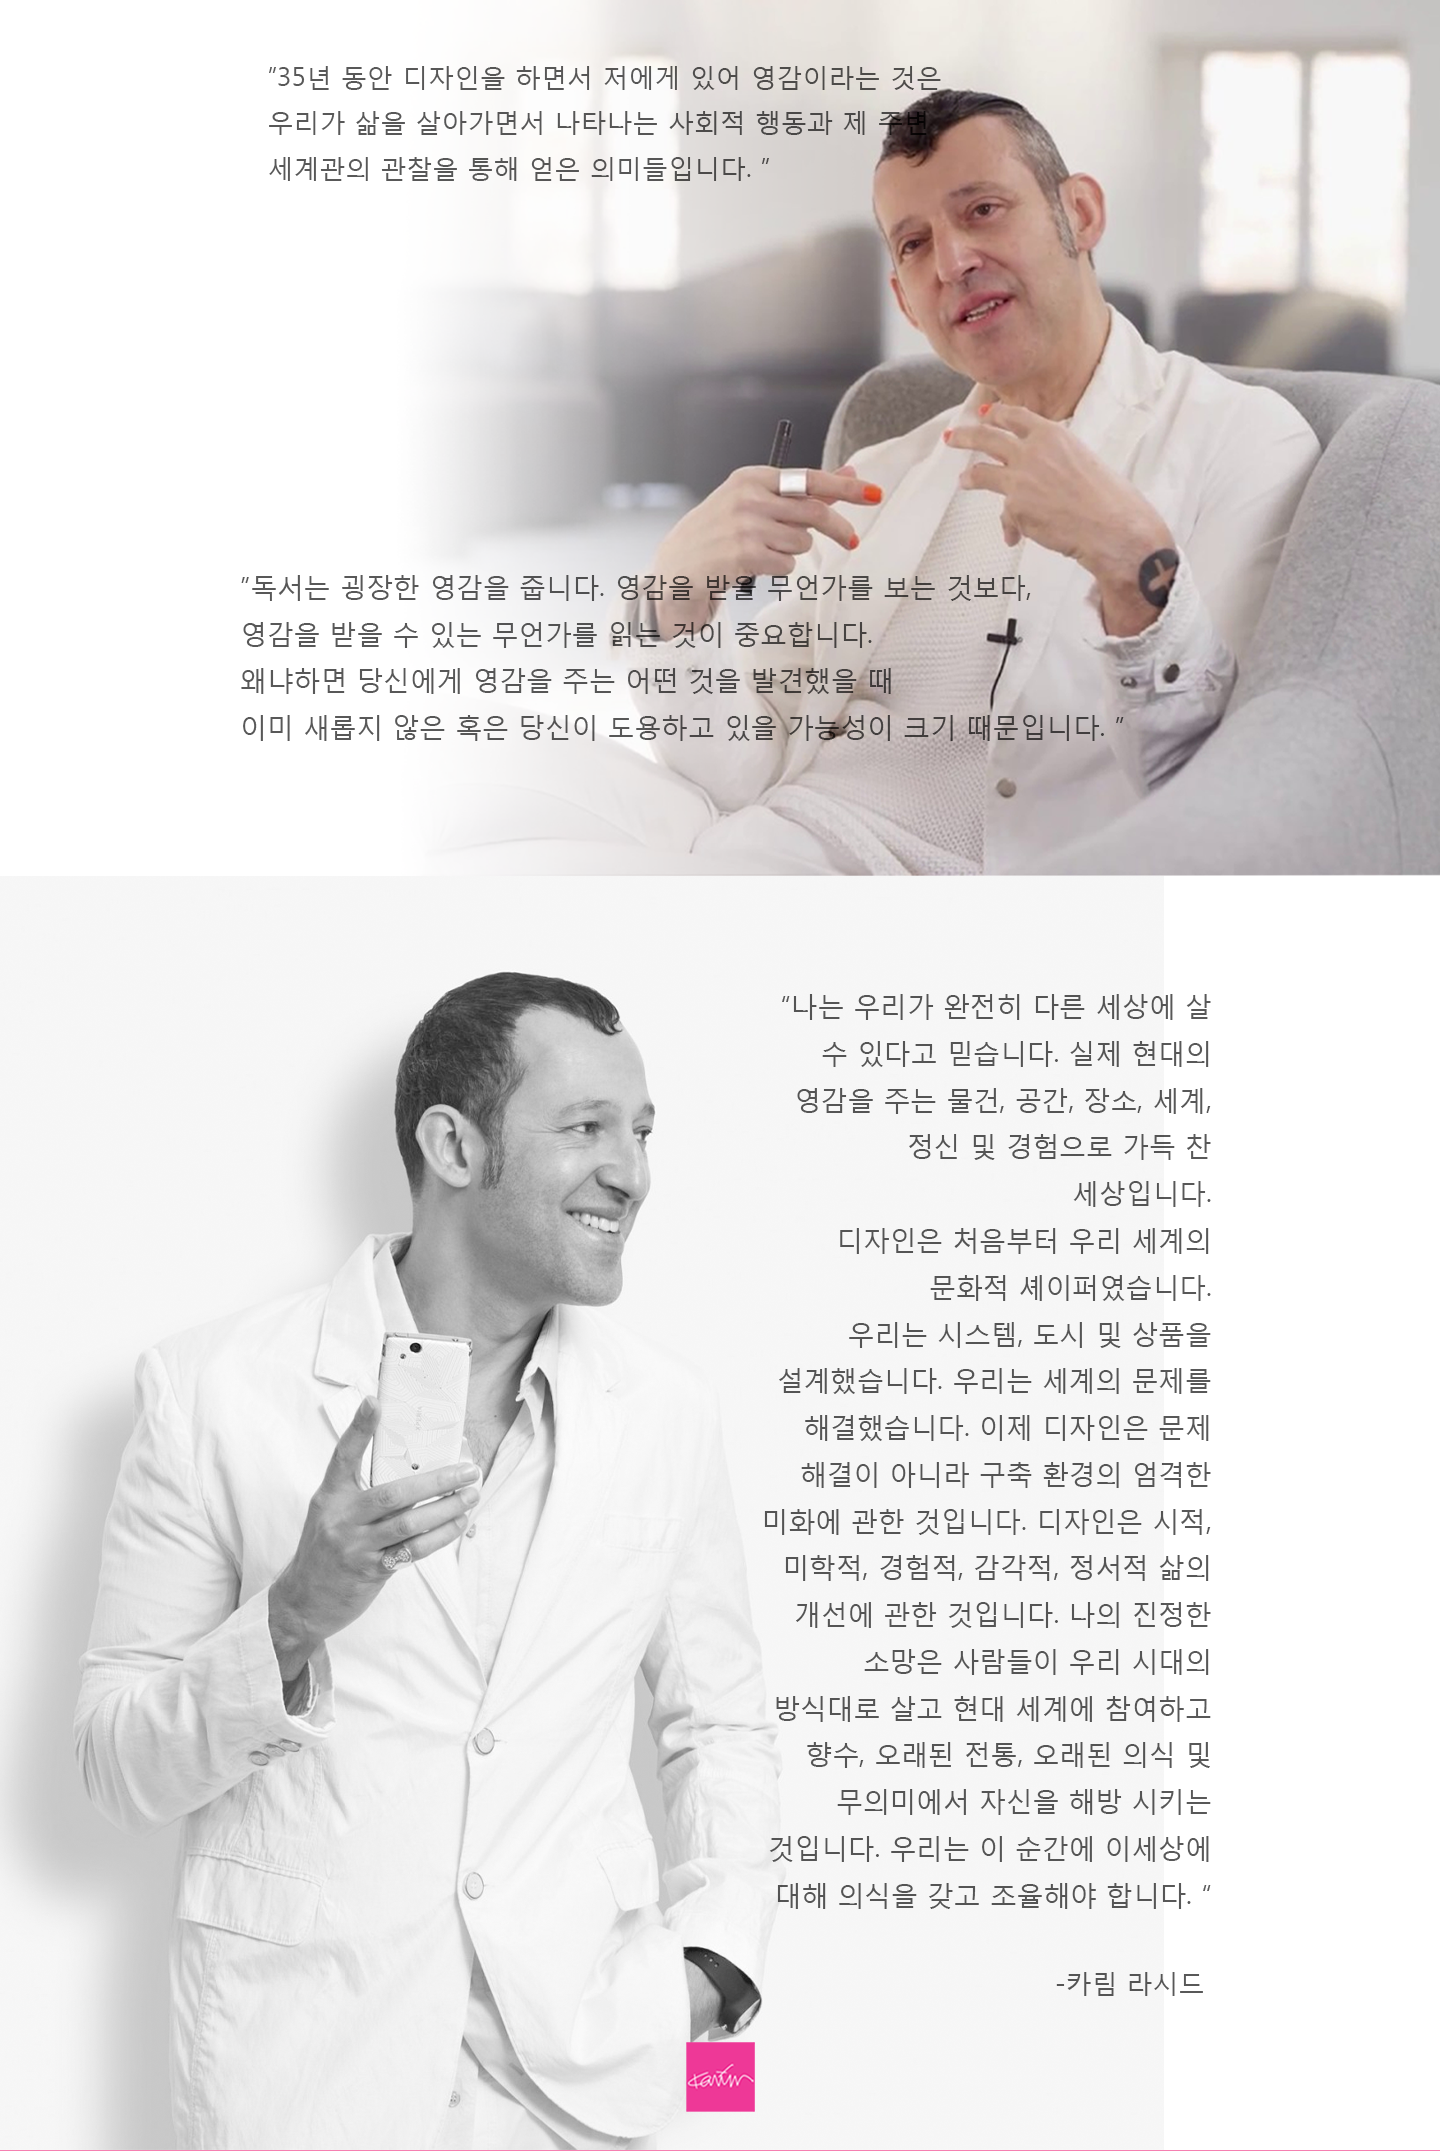 "35년 동안 디자인을 하면서 저에게 있어 영감이라는 것은
우리가 삶을 살아가면서 나타나는 사회적 행동과 제 주변
세계관의 관찰을 통해 얻은 의미들입니다. "
"독서는 굉장한 영감을 줍니다. 영감을 받을 무언가를 보는 것보다,
영감을 받을 수 있는 무언가를 읽는 것이 중요합니다.
왜냐하면 당신에게 영감을 주는 어떤 것을 발견했을 때
이미 새롭지 않은 혹은 당신이 도용하고 있을 가능성이 크기 때문입니다. "
"나는 우리가 완전히 다른 세상에 살
수 있다고 믿습니다. 실제 현대의
영감을 주는 물건, 공간, 장소, 세계,
정신 및 경험으로 가득 찬
세상입니다.
디자인은 처음부터 우리 세계의
문화적 셰이퍼였습니다.
우리는 시스템, 도시 및 상품을
설계했습니다. 우리는 세계의 문제를
해결했습니다. 이제 디자인은 문제
해결이 아니라 구축 환경의 엄격한
미화에 관한 것입니다. 디자인은 시적,
미학적, 경험적, 감각적, 정서적 삶의
개선에 관한 것입니다. 나의 진정한
소망은 사람들이 우리 시대의
방식대로 살고 현대 세계에 참여하고
향수, 오래된 전통, 오래된 의식 및
무의미에서 자신을 해방 시키는
것입니다. 우리는 이 순간에 이세상에
대해 의식을 갖고 조율해야 합니다. "
-카림 라시드